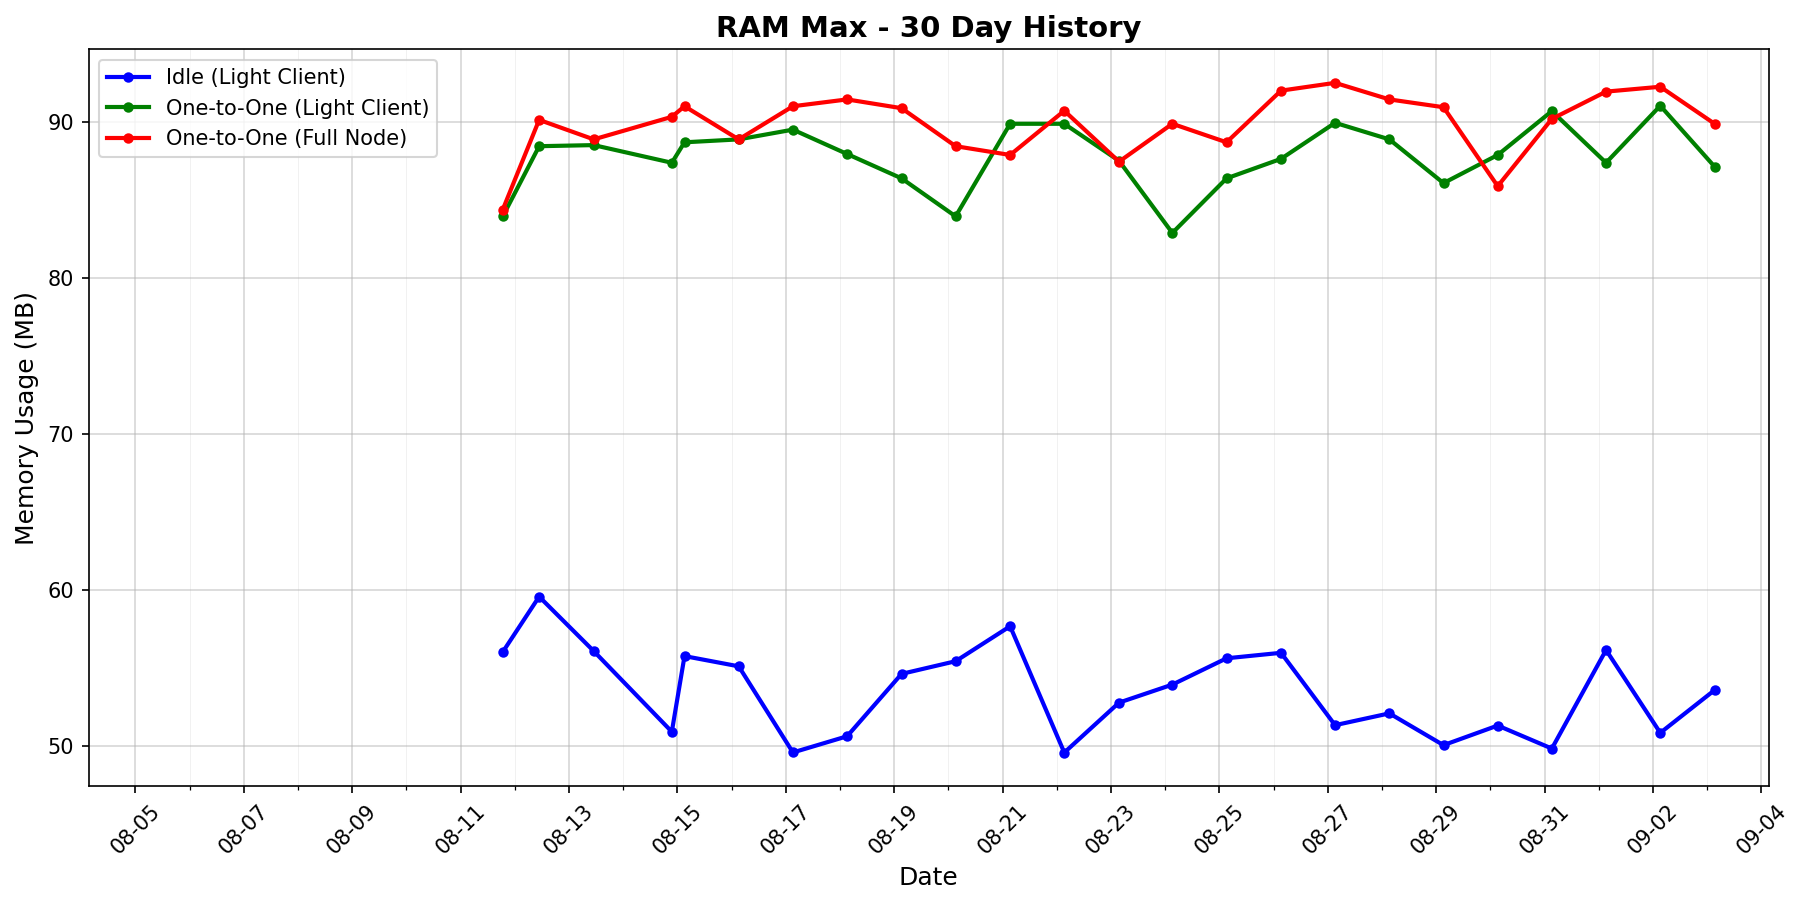 RAM Max - 30 Day History
Idle (Light Client)
One-to-One (Light Client)
One-to-One (Full Node)
Memory Usage (MB)
90
80
70
60
50
08-05 08-07 08-09 08-11 08-13 08-15 08-17 08-19 08-21 08-23 08-25 08-27 08-29 08-31 09-02 09-04
Date